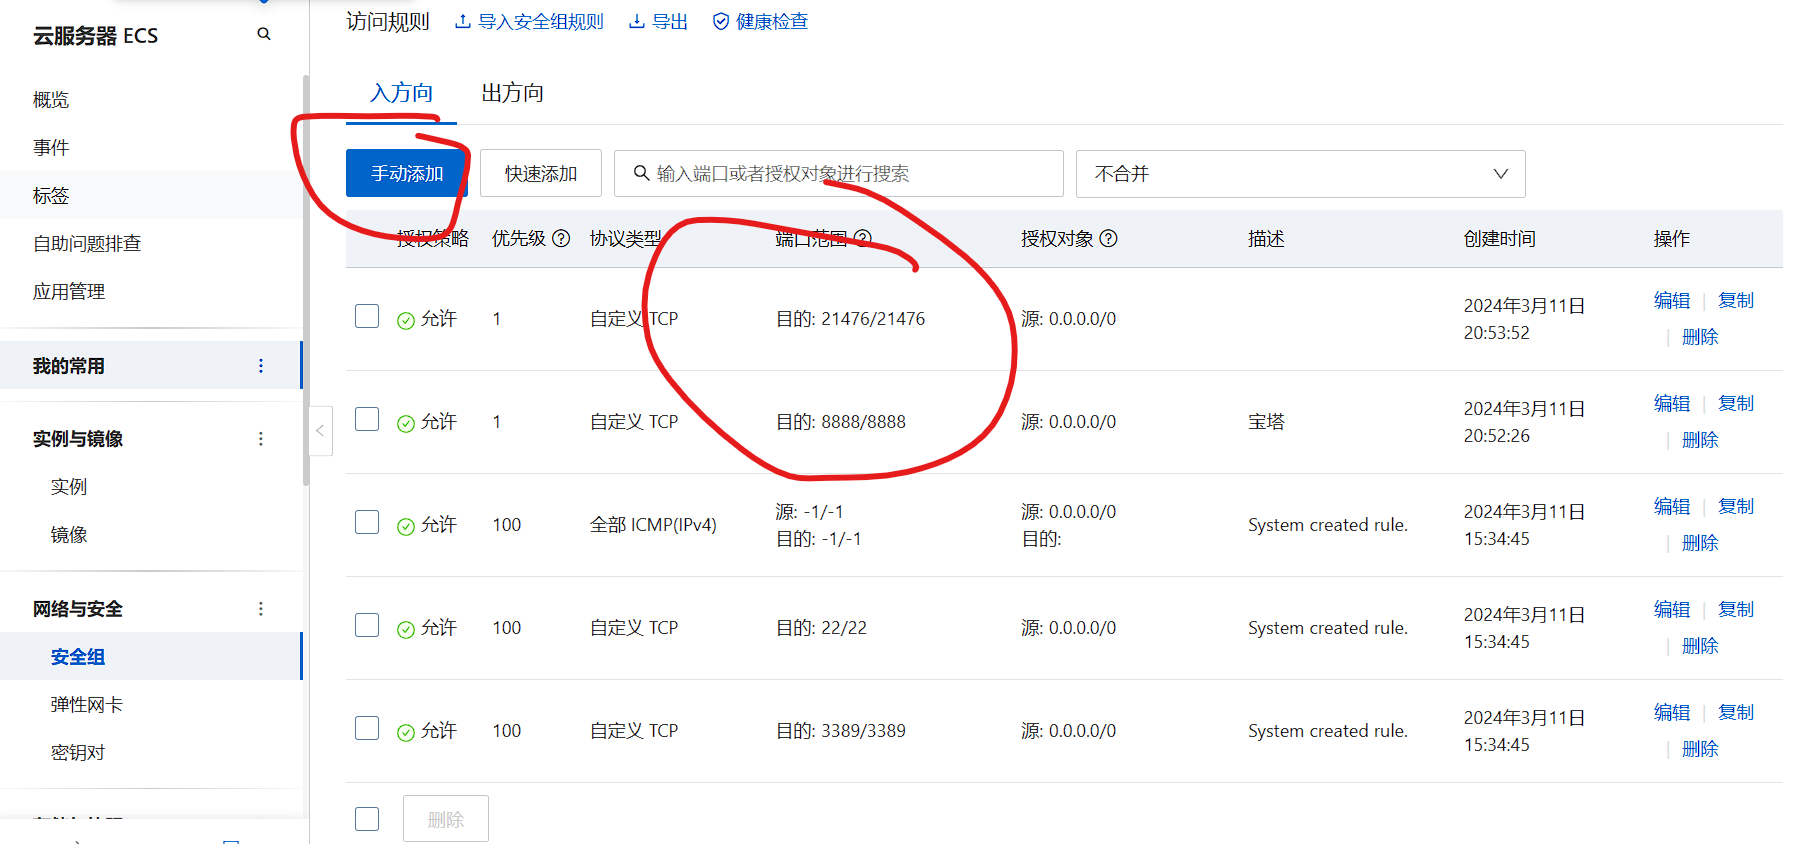 云服务器 ECS
概览
事件
标签
自助问题排查
应用管理
我的常用
实例与镜像
实例
镜像
网络与安全
安全组
弹性网卡
密钥对
访问规则 导入安全组规则 导出 健康检查
入方向 出方向
手动添加 快速添加 输入端口或者授权对象进行搜索 不合并
授权策略 优先级 协议类型 端口范围 授权对象 描述 创建时间 操作
允许 1 自定义 TCP 目的: 21476/21476 源: 0.0.0.0/0 2024年3月11日 20:53:52 编辑 | 复制 | 删除
允许 1 自定义 TCP 目的: 8888/8888 源: 0.0.0.0/0 宝塔 2024年3月11日 20:52:26 编辑 | 复制 | 删除
允许 100 全部 ICMP(IPv4) 源: -1/-1 目的: -1/-1 源: 0.0.0.0/0 目的: System created rule. 2024年3月11日 15:34:45 编辑 | 复制 | 删除
允许 100 自定义 TCP 目的: 22/22 源: 0.0.0.0/0 System created rule. 2024年3月11日 15:34:45 编辑 | 复制 | 删除
允许 100 自定义 TCP 目的: 3389/3389 源: 0.0.0.0/0 System created rule. 2024年3月11日 15:34:45 编辑 | 复制 | 删除
删除